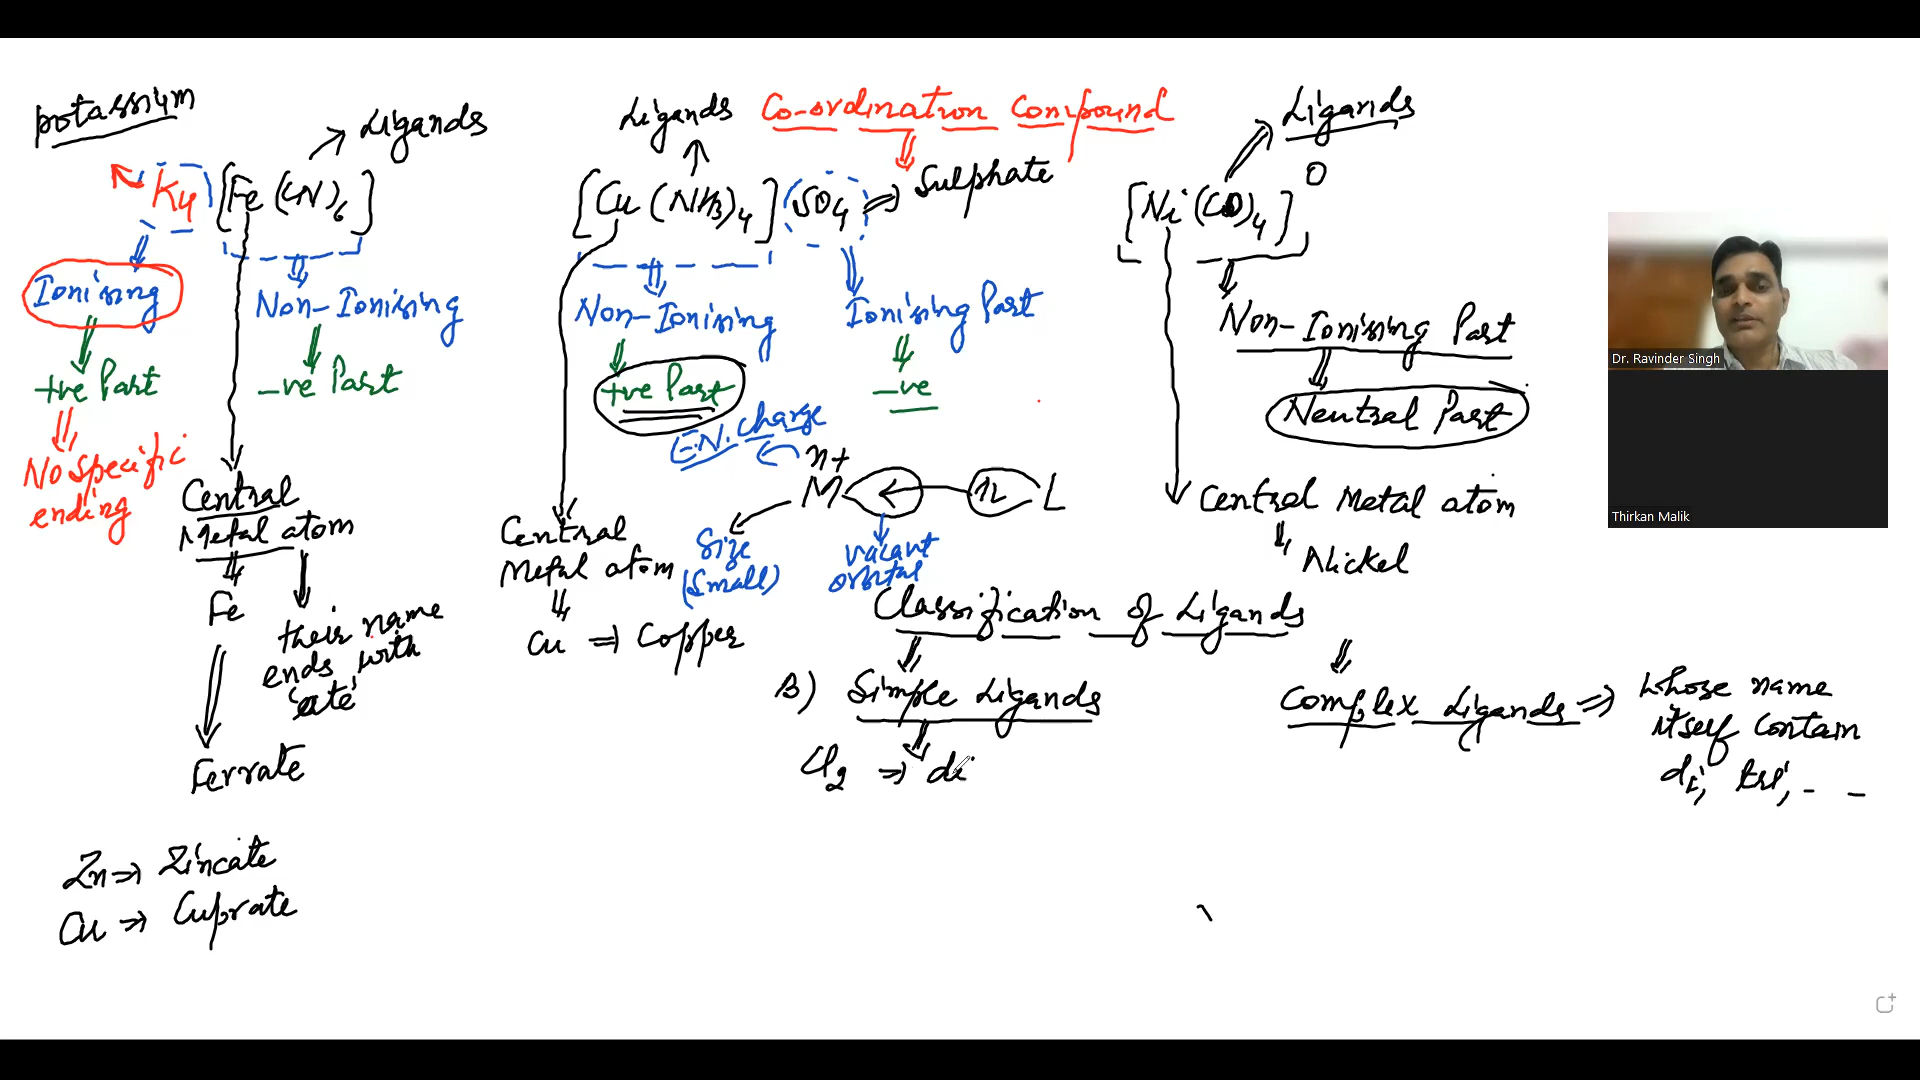 potassium
Ligands
K4 [Fe(CN)6]
Ionising
Non-Ionising
+ve Part
-ve Part
No specific
ending
Central
Metal atom
Fe
their name
ends with
'ate'
Ferrate
Zn ⇒ Zincate
Cu ⇒ Cuprate
Co-ordination Compound
Ligands
[Cu(NH3)4] SO4 ⇒ Sulphate
Non-Ionising
Ionising Part
+ve Part
-ve
E.N. charge
n+
M
L
Size
(Small)
vacant
orbital
Central
Metal atom
Cu ⇒ Copper
Ligands
O
[Ni(CO)4]
Non-Ionising Part
Neutral Part
Central Metal atom
Nickel
Classification of Ligands
B) Simple Ligands
Cl2 ⇒ di
Complex Ligands ⇒ whose name
itself contain
di, tri, - -
Dr. Ravinder Singh
Thirkan Malik